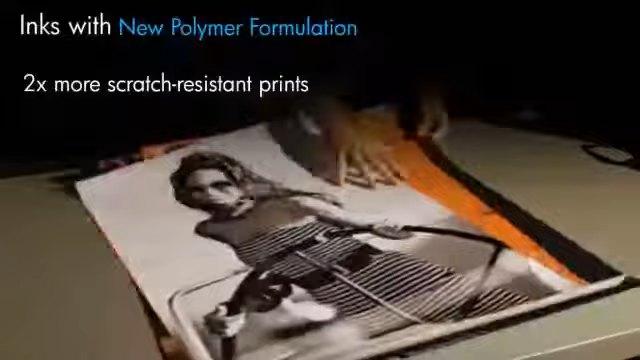 Inks with New Polymer Formulation
2x more scratch-resistant prints